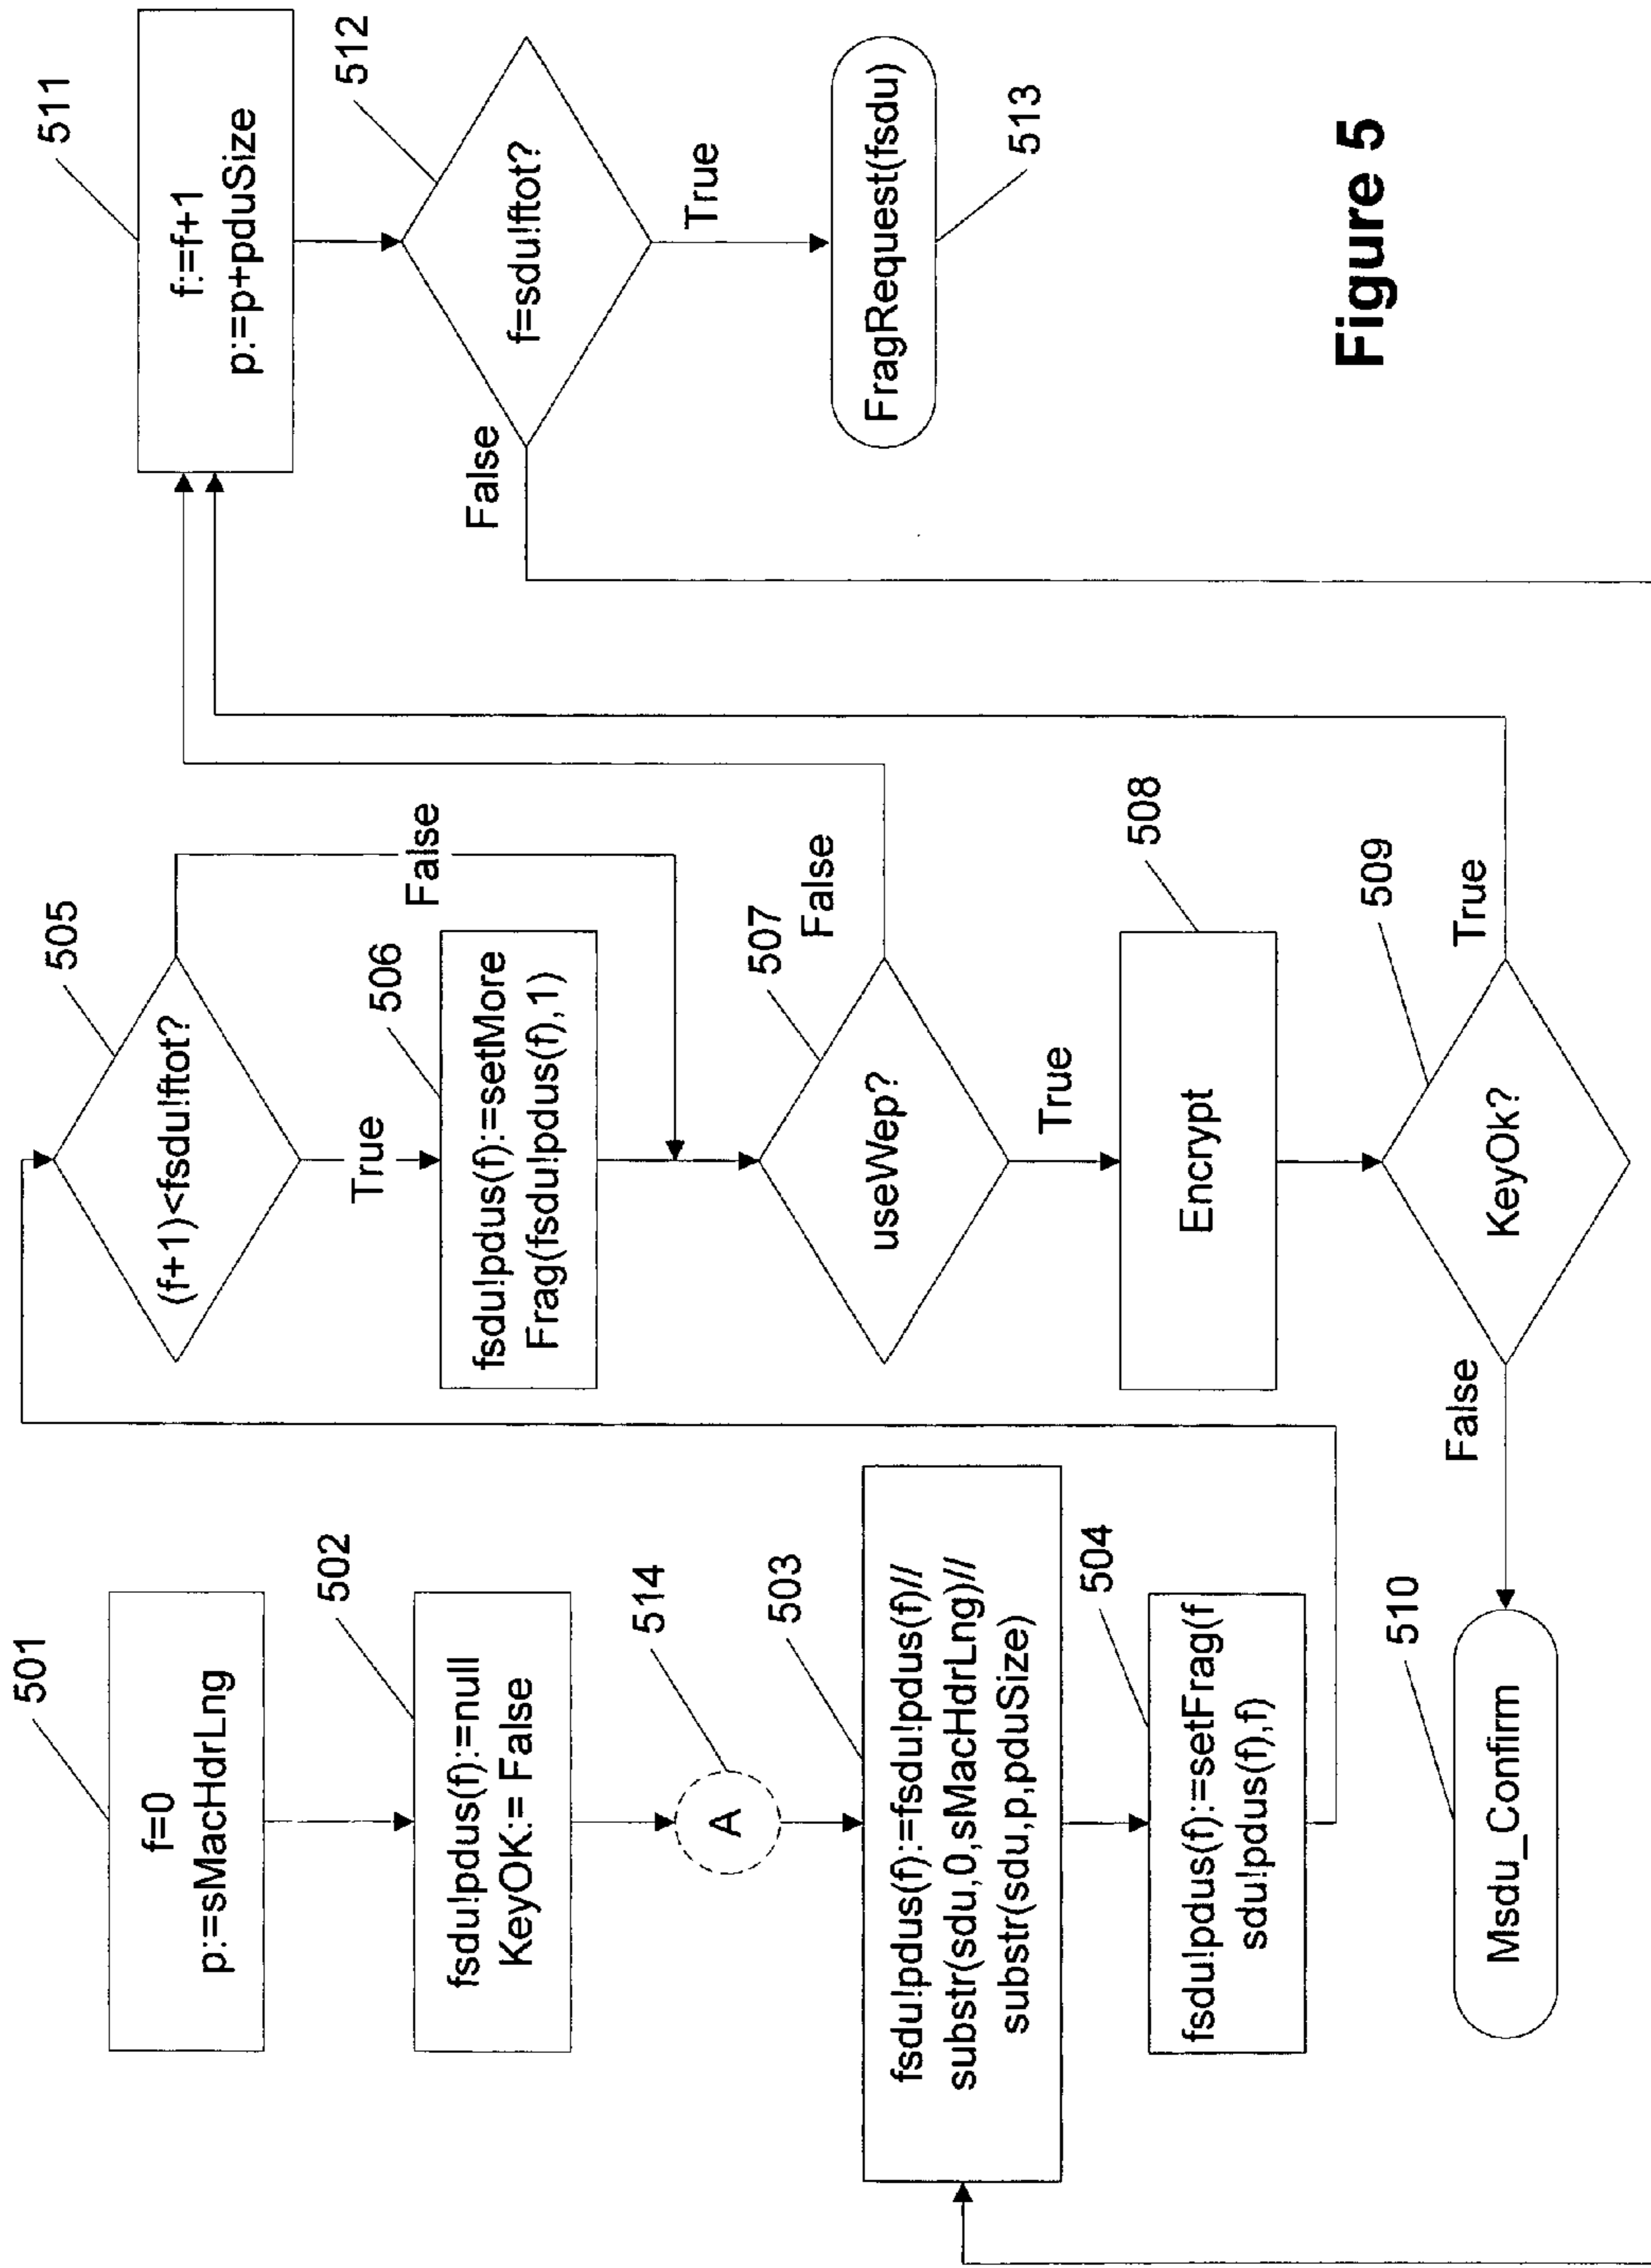 501
f=0
p:=sMacHdrLng
502
fsdu!pdus(f):=null
KeyOK:= False
514
A
503
fsdu!pdus(f):=fsdu!pdus(f)//
substr(sdu,0,sMacHdrLng)//
substr(sdu,p,pduSize)
504
fsdu!pdus(f):=setFrag(f
sdu!pdus(f),f)
505
(f+1)<fsdu!ftot?
False
True
506
fsdu!pdus(f):=setMore
Frag(fsdu!pdus(f),1)
507
useWep?
False
True
508
Encrypt
509
KeyOk?
True
False
510
Msdu_Confirm
511
f:=f+1
p:=p+pduSize
512
f=sdu!ftot?
False
True
513
FragRequest(fsdu)
Figure 5